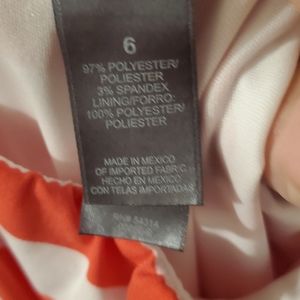 6
97% POLYESTER/
POLIESTER
3% SPANDEX
LINING/FORRO:
100% POLYESTER/
POLIESTER
MADE IN MEXICO
OF IMPORTED FABRIC
HECHO EN MEXICO
CON TELAS IMPORTADAS
RN#